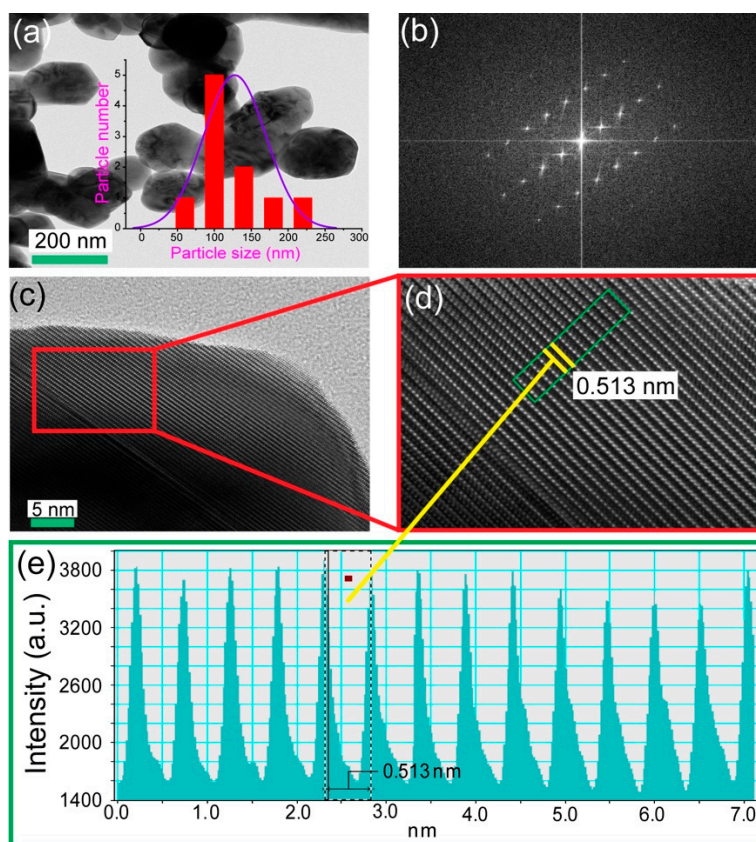 (a)
Particle number
5
4
3
2
1
0
0 50 100 150 200 250 300
Particle size (nm)
200 nm
(b)
(c)
5 nm
(d)
0.513 nm
(e)
Intensity (a.u.)
3800
3200
2600
2000
1400
0.513 nm
0.0 1.0 2.0 3.0 4.0 5.0 6.0 7.0
nm